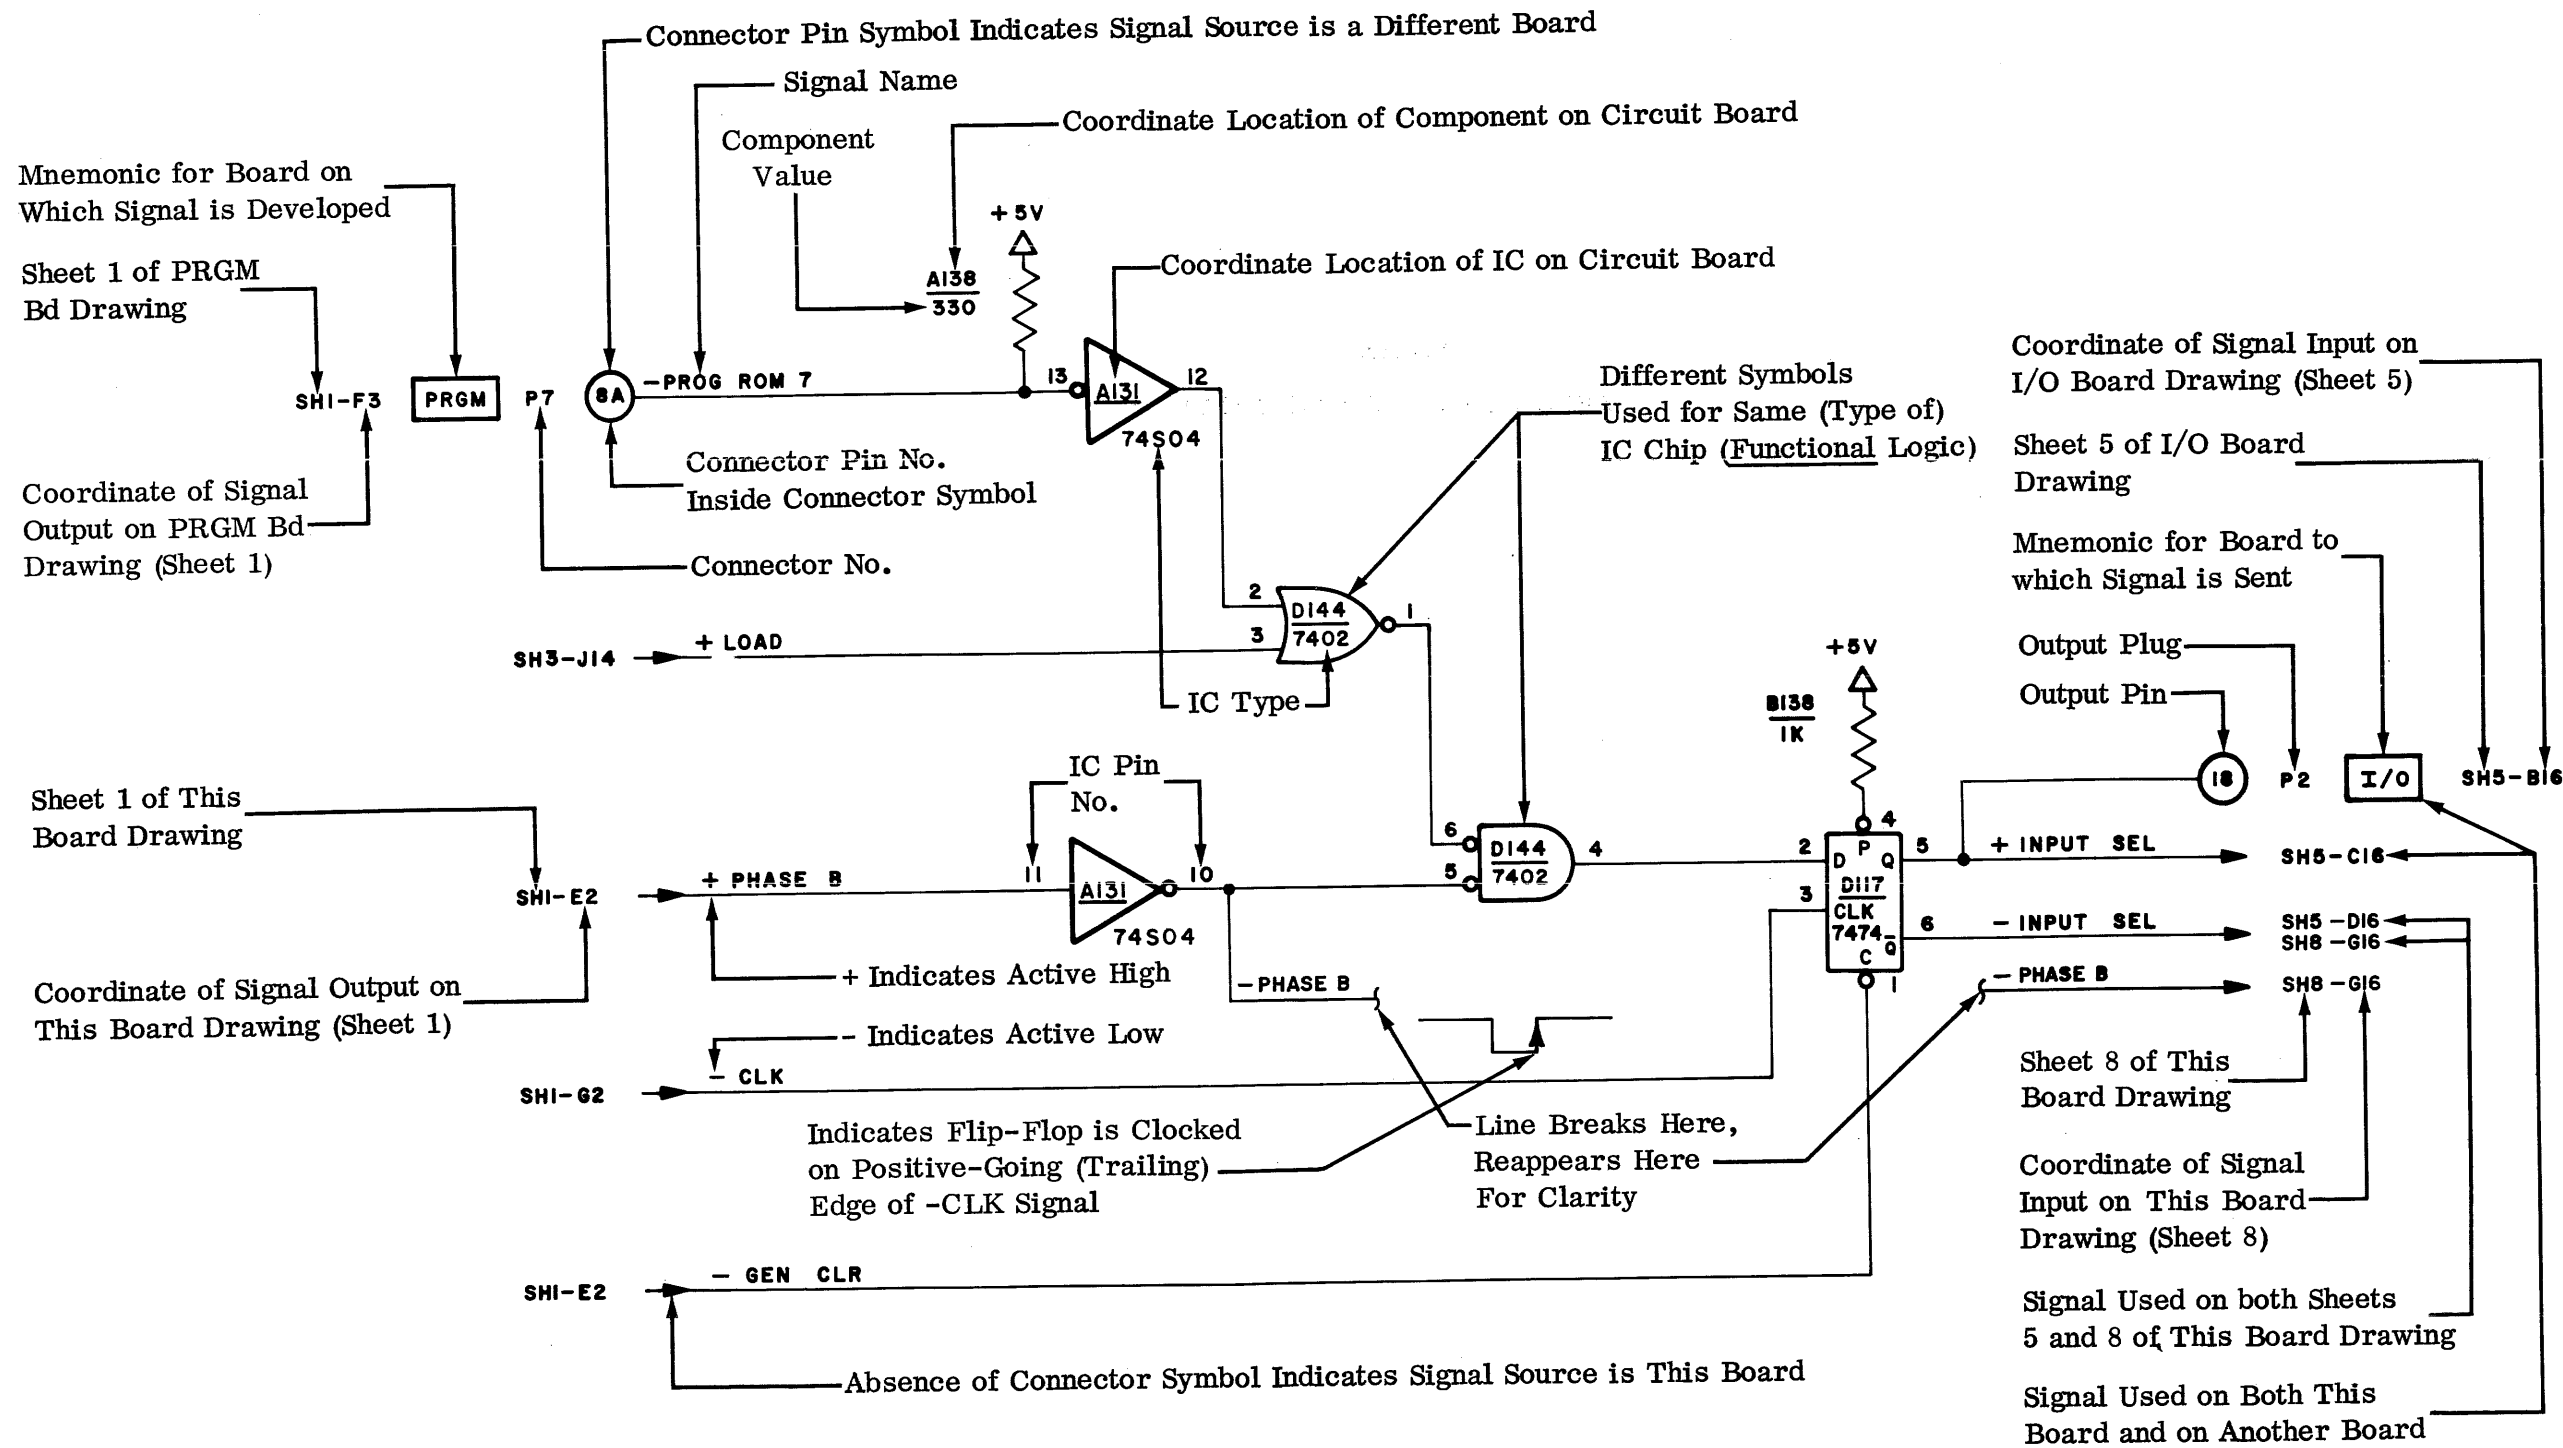 Connector Pin Symbol Indicates Signal Source is a Different Board
Signal Name
Coordinate Location of Component on Circuit Board
Component
Value
Mnemonic for Board on
Which Signal is Developed
+5V
Sheet 1 of PRGM
Bd Drawing
A138
330
Coordinate Location of IC on Circuit Board
SH1-F3
PRGM
P7
8A
-PROG ROM 7
13
A131
12
74S04
Different Symbols
Used for Same (Type of)
IC Chip (Functional Logic)
Coordinate of Signal Input on
I/O Board Drawing (Sheet 5)
Sheet 5 of I/O Board
Drawing
Connector Pin No.
Inside Connector Symbol
Coordinate of Signal
Output on PRGM Bd
Drawing (Sheet 1)
Connector No.
Mnemonic for Board to
which Signal is Sent
2
D144
7402
1
3
SH3-J14
+ LOAD
IC Type
Output Plug
Output Pin
+5V
B138
1K
18
P2
I/O
SH5-B16
IC Pin
No.
Sheet 1 of This
Board Drawing
SH1-E2
+ PHASE B
11
A131
10
74S04
6
5
D144
7402
4
2
3
4
P
D
Q
D117
CLK
7474
Q
C
1
5
+ INPUT SEL
SH5-C16
6
- INPUT SEL
SH5-D16
SH8-G16
- PHASE B
SH8-G16
+ Indicates Active High
-PHASE B
Coordinate of Signal Output on
This Board Drawing (Sheet 1)
- Indicates Active Low
SH1-G2
- CLK
Indicates Flip-Flop is Clocked
on Positive-Going (Trailing)
Edge of -CLK Signal
Line Breaks Here,
Reappears Here
For Clarity
Sheet 8 of This
Board Drawing
Coordinate of Signal
Input on This Board
Drawing (Sheet 8)
SH1-E2
- GEN CLR
Signal Used on both Sheets
5 and 8 of This Board Drawing
Absence of Connector Symbol Indicates Signal Source is This Board
Signal Used on Both This
Board and on Another Board